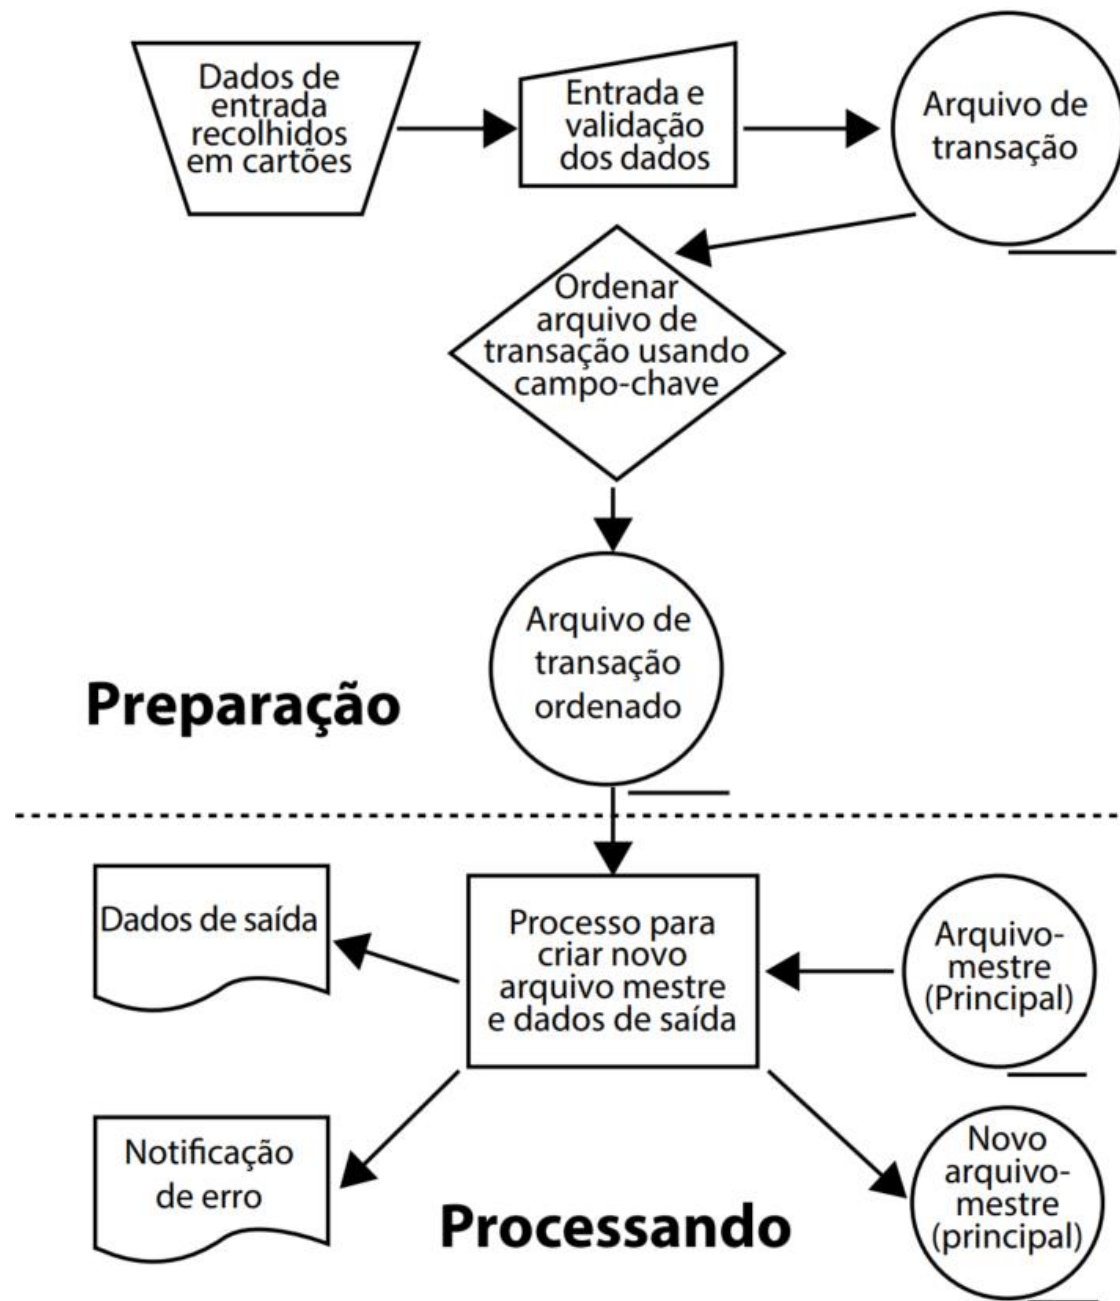 Dados de
entrada
recolhidos
em cartões
Entrada e
validação
dos dados
Arquivo de
transação
Ordenar
arquivo de
transação usando
campo-chave
Arquivo de
transação
ordenado
Preparação
Dados de saída
Processo para
criar novo
arquivo mestre
e dados de saída
Arquivo-
mestre
(Principal)
Notificação
de erro
Processando
Novo
arquivo-
mestre
(principal)